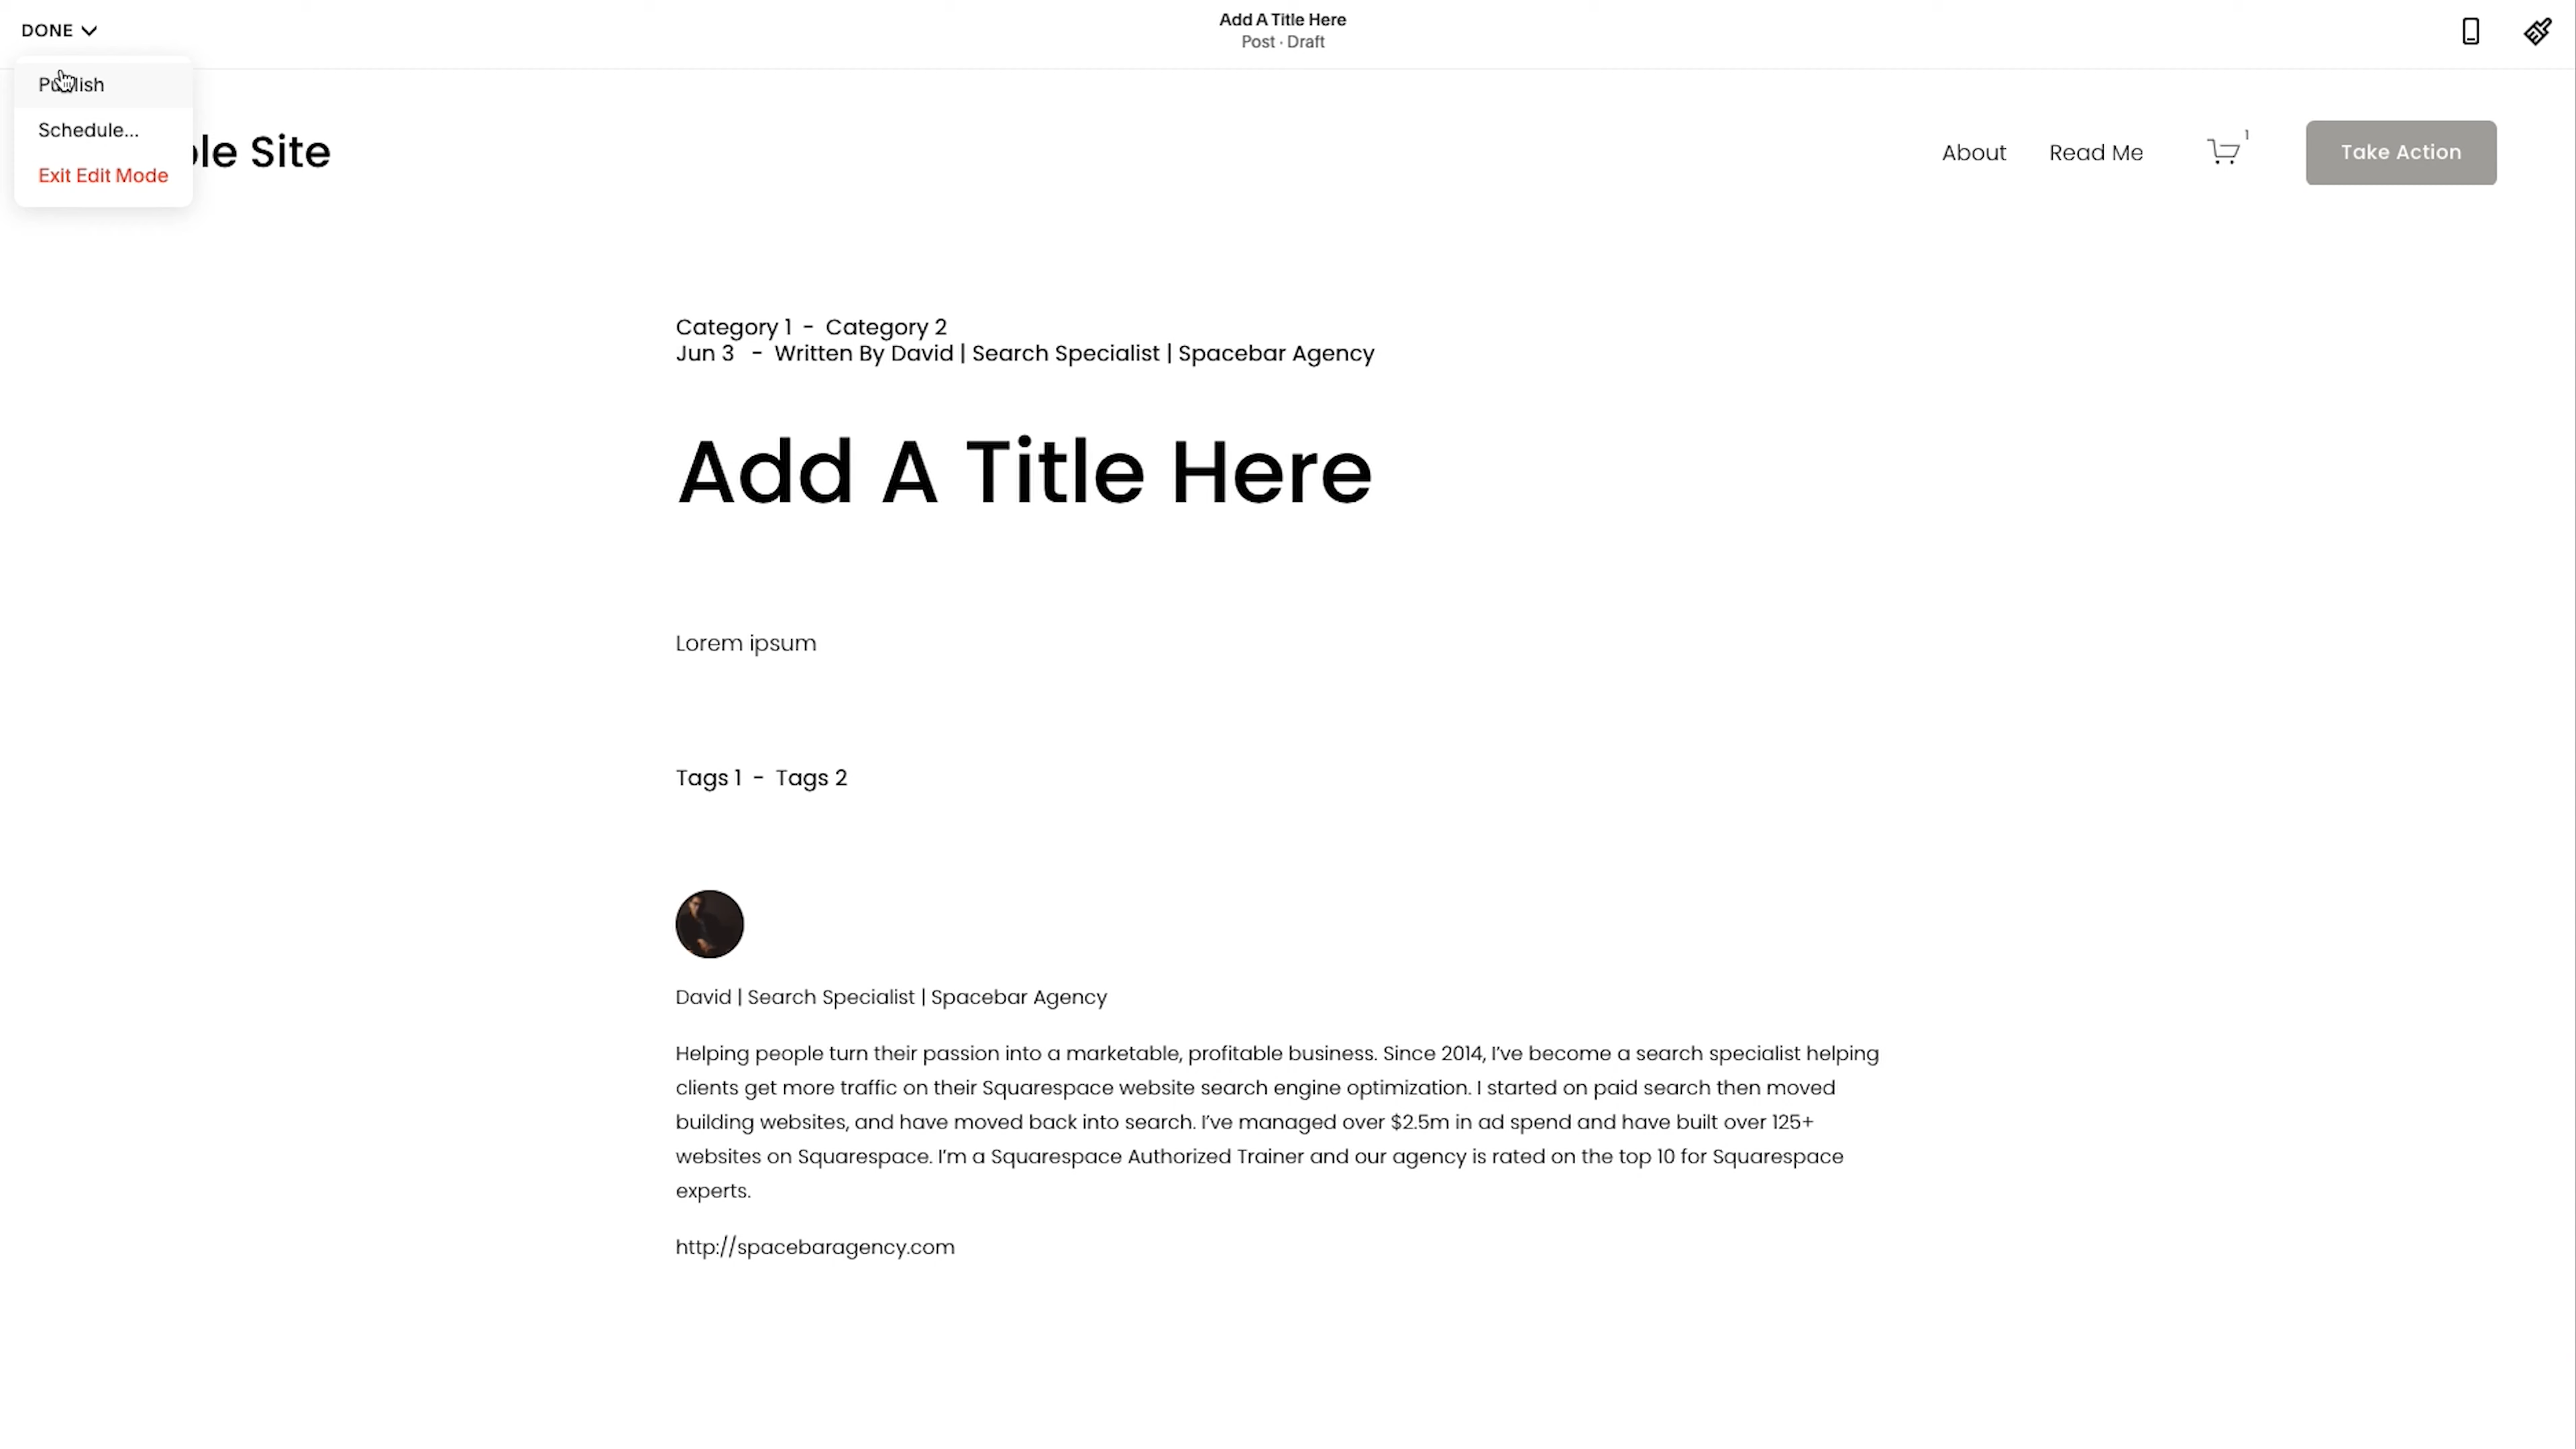 DONE
Add A Title Here
Post · Draft
Publish
Schedule...
Exit Edit Mode
le Site
About
Read Me
1
Take Action
Category 1 - Category 2
Jun 3 - Written By David | Search Specialist | Spacebar Agency
Add A Title Here
Lorem ipsum
Tags 1 - Tags 2
David | Search Specialist | Spacebar Agency
Helping people turn their passion into a marketable, profitable business. Since 2014, I've become a search specialist helping
clients get more traffic on their Squarespace website search engine optimization. I started on paid search then moved
building websites, and have moved back into search. I've managed over $2.5m in ad spend and have built over 125+
websites on Squarespace. I'm a Squarespace Authorized Trainer and our agency is rated on the top 10 for Squarespace
experts.
http://spacebaragency.com